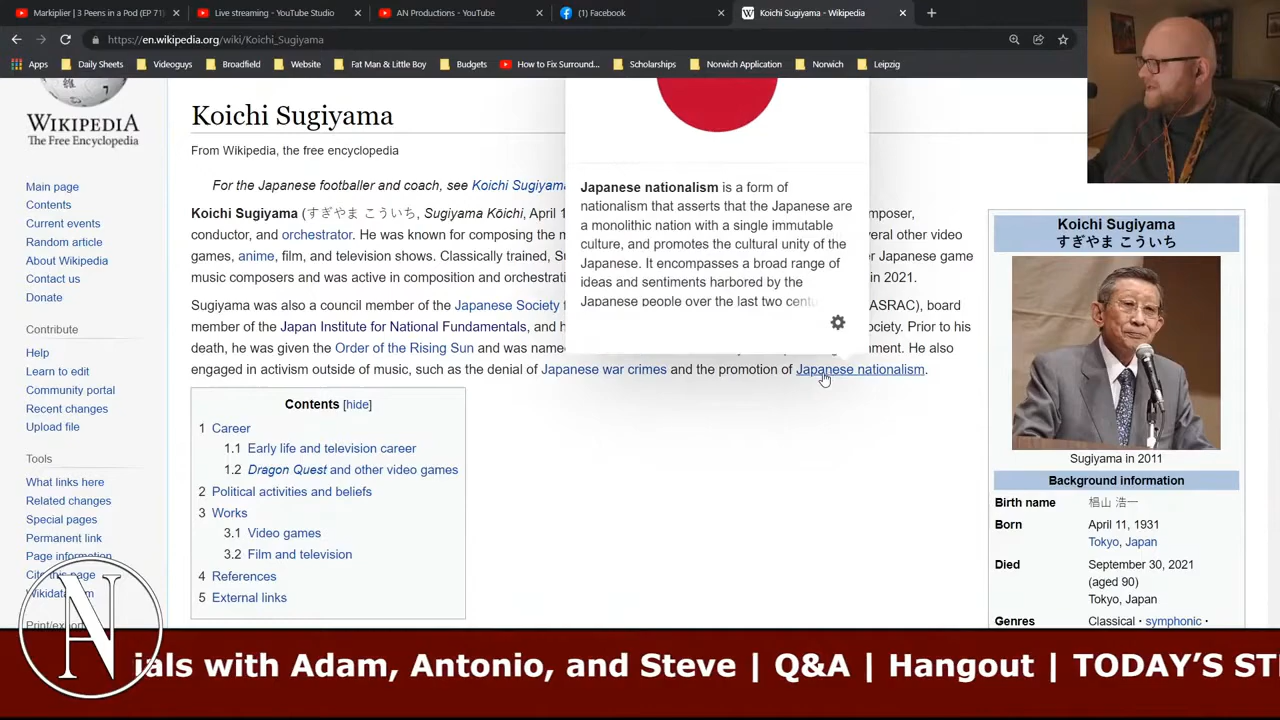 Markiplier | 3 Peens in a Pod (EP 71)
Live streaming - YouTube Studio
AN Productions - YouTube
(1) Facebook
W Koichi Sugiyama - Wikipedia
https://en.wikipedia.org/wiki/Koichi_Sugiyama
Apps
Daily Sheets
Videoguys
Broadfield
Website
Fat Man & Little Boy
Budgets
How to Fix Surround...
Scholarships
Norwich Application
Norwich
Leipzig
WIKIPEDIA
The Free Encyclopedia
Main page
Contents
Current events
Random article
About Wikipedia
Contact us
Donate
Contribute
Help
Learn to edit
Community portal
Recent changes
Upload file
Tools
What links here
Related changes
Special pages
Permanent link
Page information
Cite this page
Wikidata item
Print/export
Koichi Sugiyama
From Wikipedia, the free encyclopedia
For the Japanese footballer and coach, see Koichi Sugiyam
Koichi Sugiyama (すぎやま こういち, Sugiyama Kōichi, April 1
mposer,
conductor, and orchestrator. He was known for composing the m
veral other video
games, anime, film, and television shows. Classically trained, Su
er Japanese game
music composers and was active in composition and orchestrati
in 2021.
Sugiyama was also a council member of the Japanese Society f
ASRAC), board
member of the Japan Institute for National Fundamentals, and h
ociety. Prior to his
death, he was given the Order of the Rising Sun and was name
nment. He also
engaged in activism outside of music, such as the denial of Japanese war crimes and the promotion of Japanese nationalism.
Japanese nationalism is a form of
nationalism that asserts that the Japanese are
a monolithic nation with a single immutable
culture, and promotes the cultural unity of the
Japanese. It encompasses a broad range of
ideas and sentiments harbored by the
Japanese people over the last two centu
Contents [hide]
1 Career
1.1 Early life and television career
1.2 Dragon Quest and other video games
2 Political activities and beliefs
3 Works
3.1 Video games
3.2 Film and television
4 References
5 External links
Koichi Sugiyama
すぎやま こういち
Sugiyama in 2011
Background information
Birth name 椙山 浩一
Born April 11, 1931
Tokyo, Japan
Died September 30, 2021
(aged 90)
Tokyo, Japan
Genres Classical · symphonic ·
N
ials with Adam, Antonio, and Steve | Q&A | Hangout | TODAY'S ST